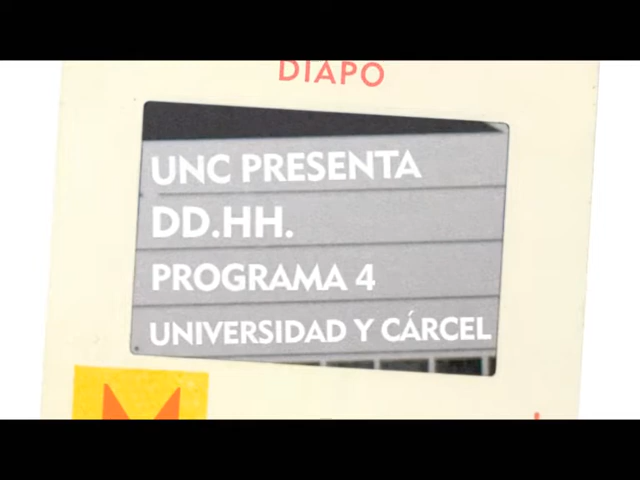 DIAPO
UNC PRESENTA
DD.HH.
PROGRAMA 4
UNIVERSIDAD Y CÁRCEL